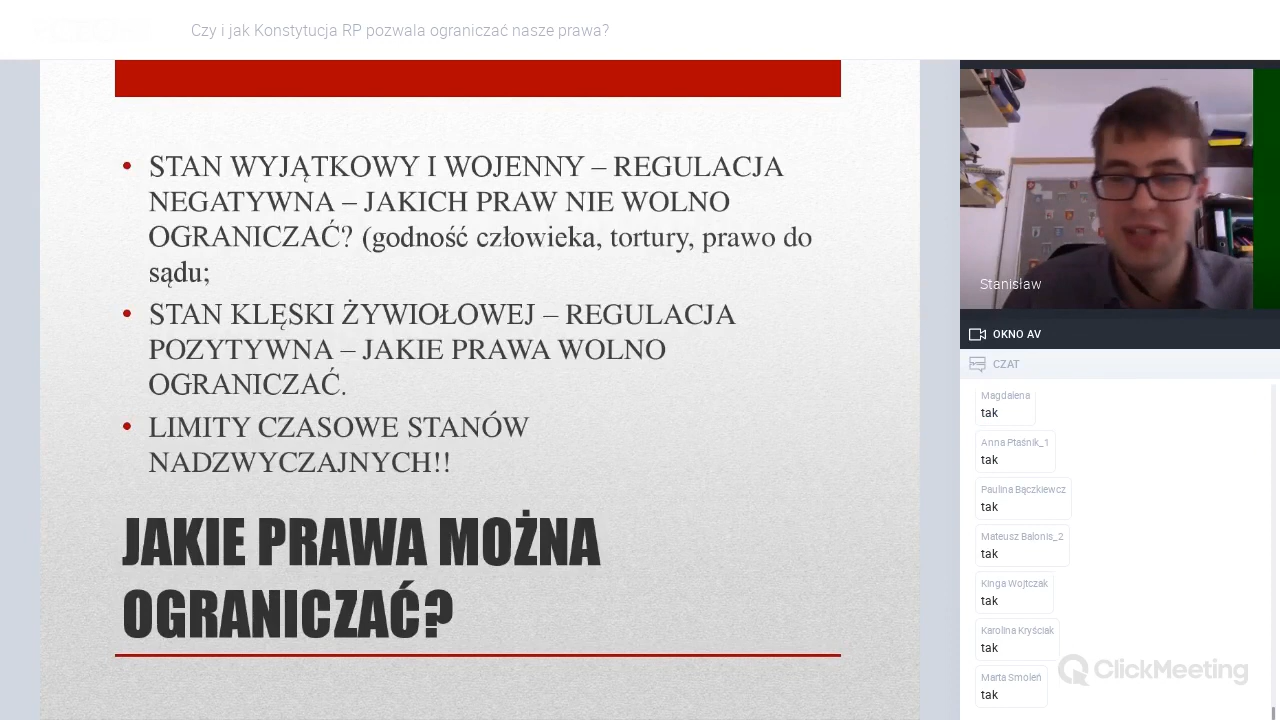 Czy i jak Konstytucja RP pozwala ograniczać nasze prawa?
• STAN WYJĄTKOWY I WOJENNY – REGULACJA
NEGATYWNA – JAKICH PRAW NIE WOLNO
OGRANICZAĆ? (godność człowieka, tortury, prawo do
sądu;
• STAN KLĘSKI ŻYWIOŁOWEJ – REGULACJA
POZYTYWNA – JAKIE PRAWA WOLNO
OGRANICZAĆ.
• LIMITY CZASOWE STANÓW
NADZWYCZAJNYCH!!
JAKIE PRAWA MOŻNA
OGRANICZAĆ?
Stanisław
OKNO AV
CZAT
Magdalena
tak
Anna Ptaśnik_1
tak
Paulina Bączkiewcz
tak
Mateusz Balonis_2
tak
Kinga Wojtczak
tak
Karolina Kryściak
tak
Marta Smoleń
tak
ClickMeeting